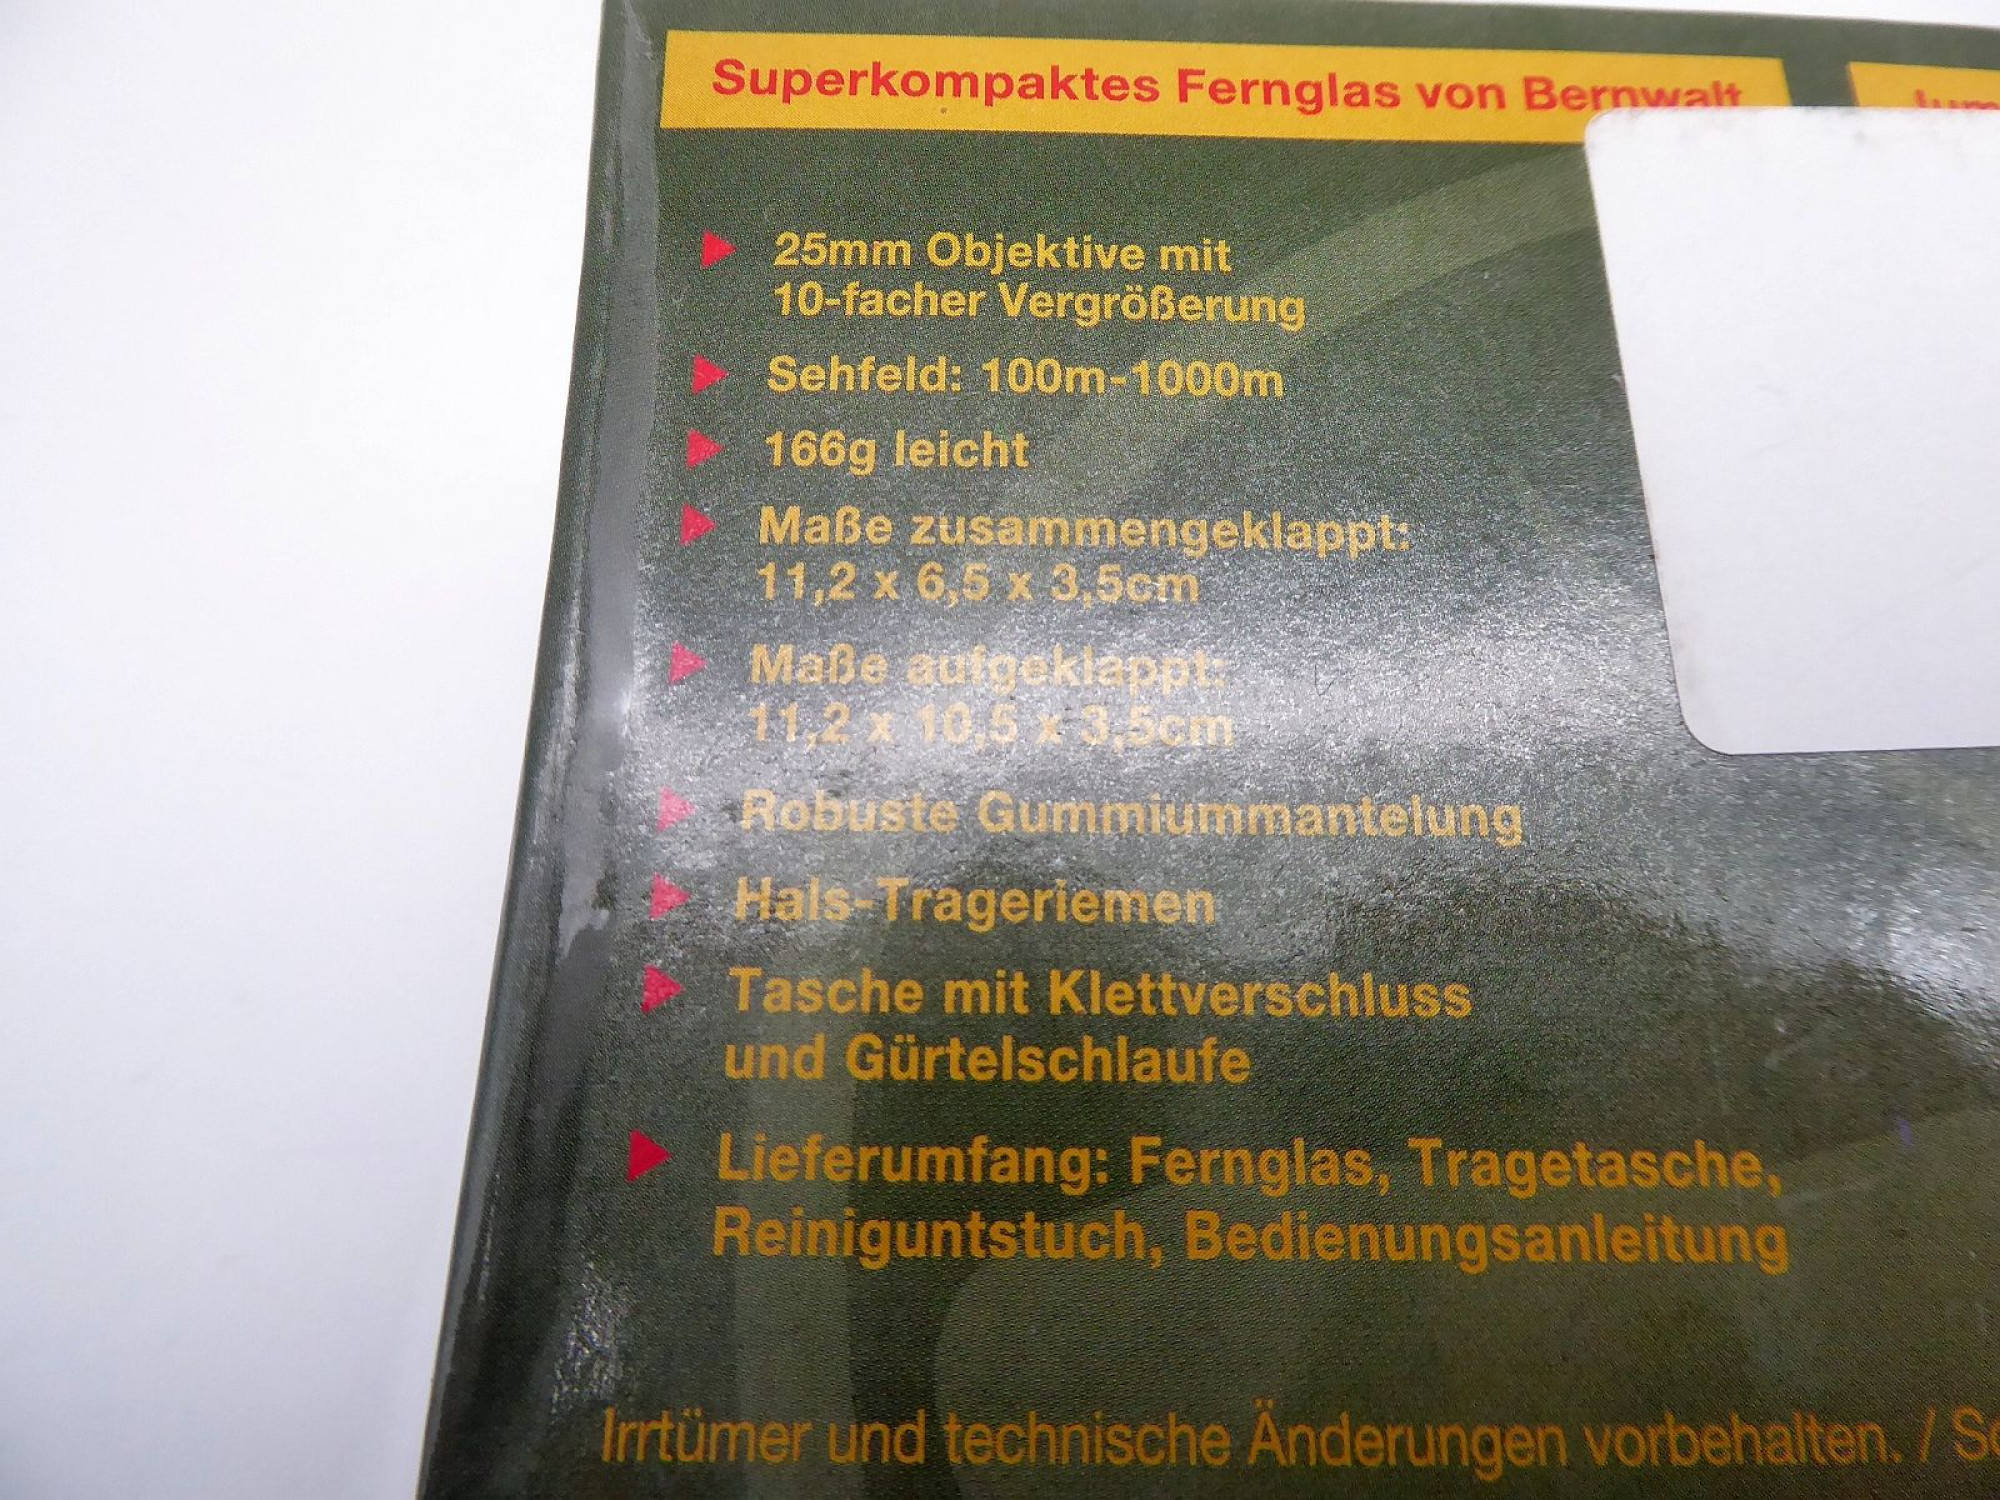 Superkompaktes Fernglas von Bernwalt
25mm Objektive mit
10-facher Vergrößerung
Sehfeld: 100m-1000m
166g leicht
Maße zusammengeklappt:
11,2 x 6,5 x 3,5cm
Maße aufgeklappt:
11,2 x 10,5 x 3,5cm
Robuste Gummiummantelung
Hals-Trageriemen
Tasche mit Klettverschluss
und Gürtelschlaufe
Lieferumfang: Fernglas, Tragetasche,
Reiniguntstuch, Bedienungsanleitung
Irrtümer und technische Änderungen vorbehalten. /